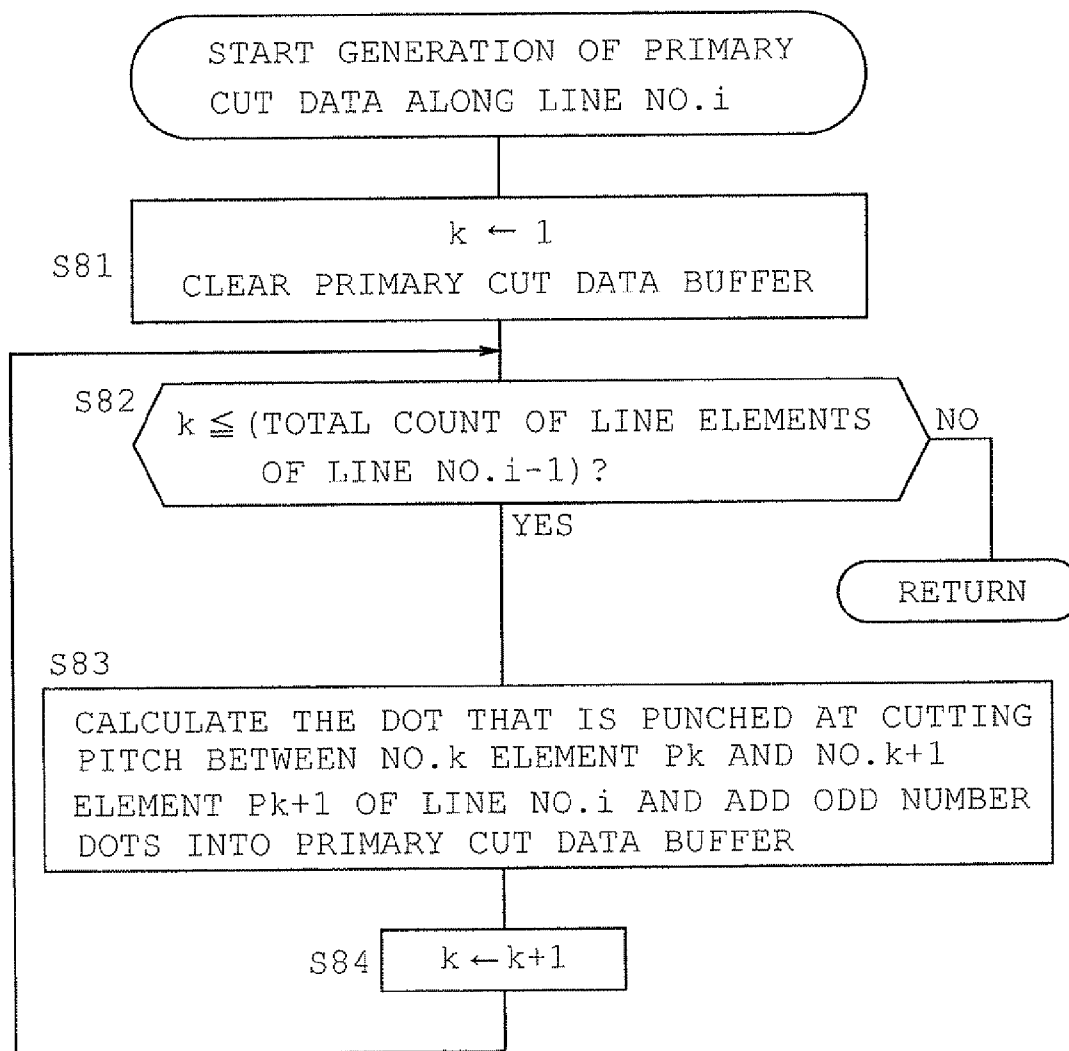 START GENERATION OF PRIMARY
CUT DATA ALONG LINE NO.i
k ← 1
S81
CLEAR PRIMARY CUT DATA BUFFER
S82
k ≦ (TOTAL COUNT OF LINE ELEMENTS
OF LINE NO.i-1)?
NO
YES
RETURN
S83
CALCULATE THE DOT THAT IS PUNCHED AT CUTTING
PITCH BETWEEN NO.k ELEMENT Pk AND NO.k+1
ELEMENT Pk+1 OF LINE NO.i AND ADD ODD NUMBER
DOTS INTO PRIMARY CUT DATA BUFFER
S84
k ← k+1